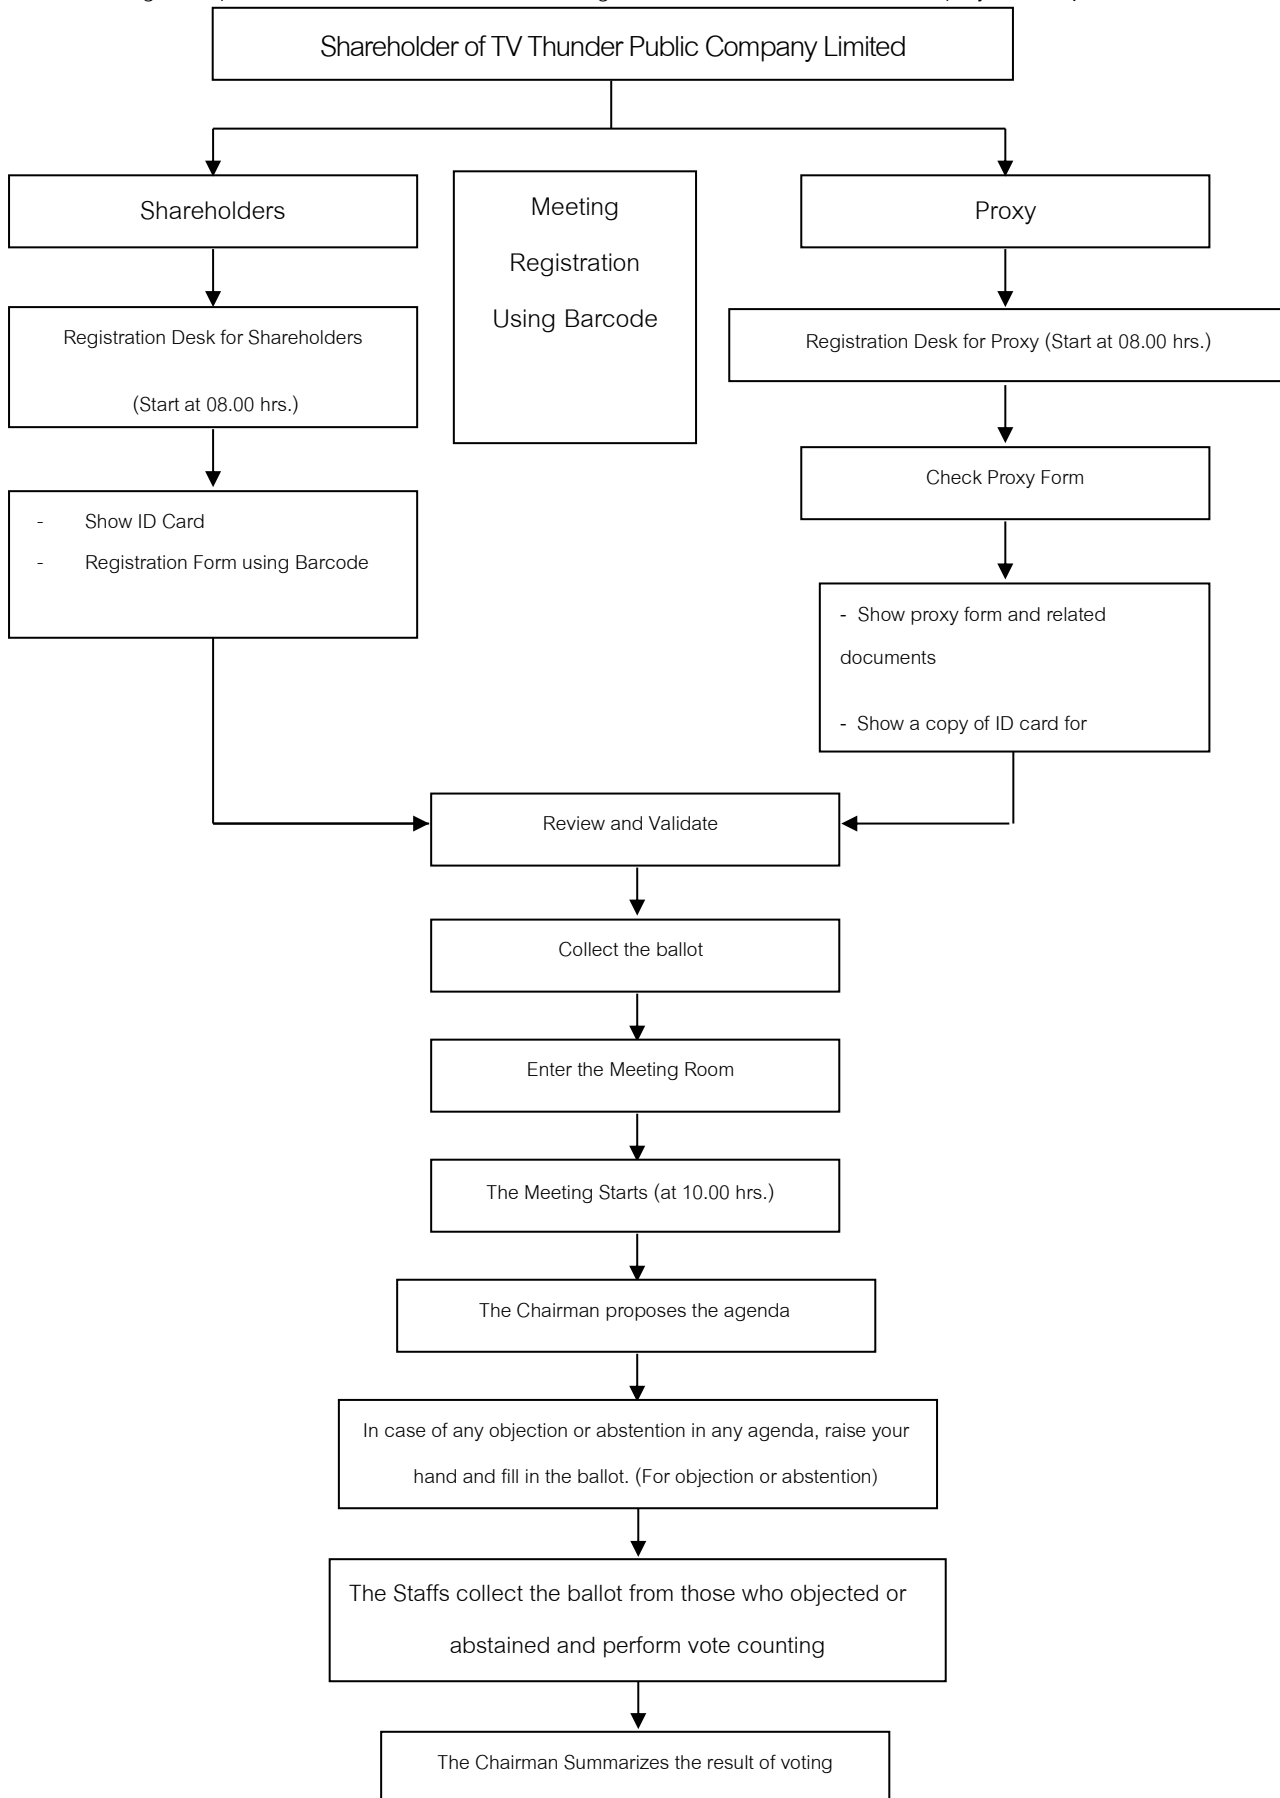 Shareholder of TV Thunder Public Company Limited
Shareholders
Meeting
Registration
Using Barcode
Proxy
Registration Desk for Shareholders
(Start at 08.00 hrs.)
Registration Desk for Proxy (Start at 08.00 hrs.)
Check Proxy Form
- Show ID Card
- Registration Form using Barcode
- Show proxy form and related
documents
- Show a copy of ID card for
Review and Validate
Collect the ballot
Enter the Meeting Room
The Meeting Starts (at 10.00 hrs.)
The Chairman proposes the agenda
In case of any objection or abstention in any agenda, raise your
hand and fill in the ballot. (For objection or abstention)
The Staffs collect the ballot from those who objected or
abstained and perform vote counting
The Chairman Summarizes the result of voting